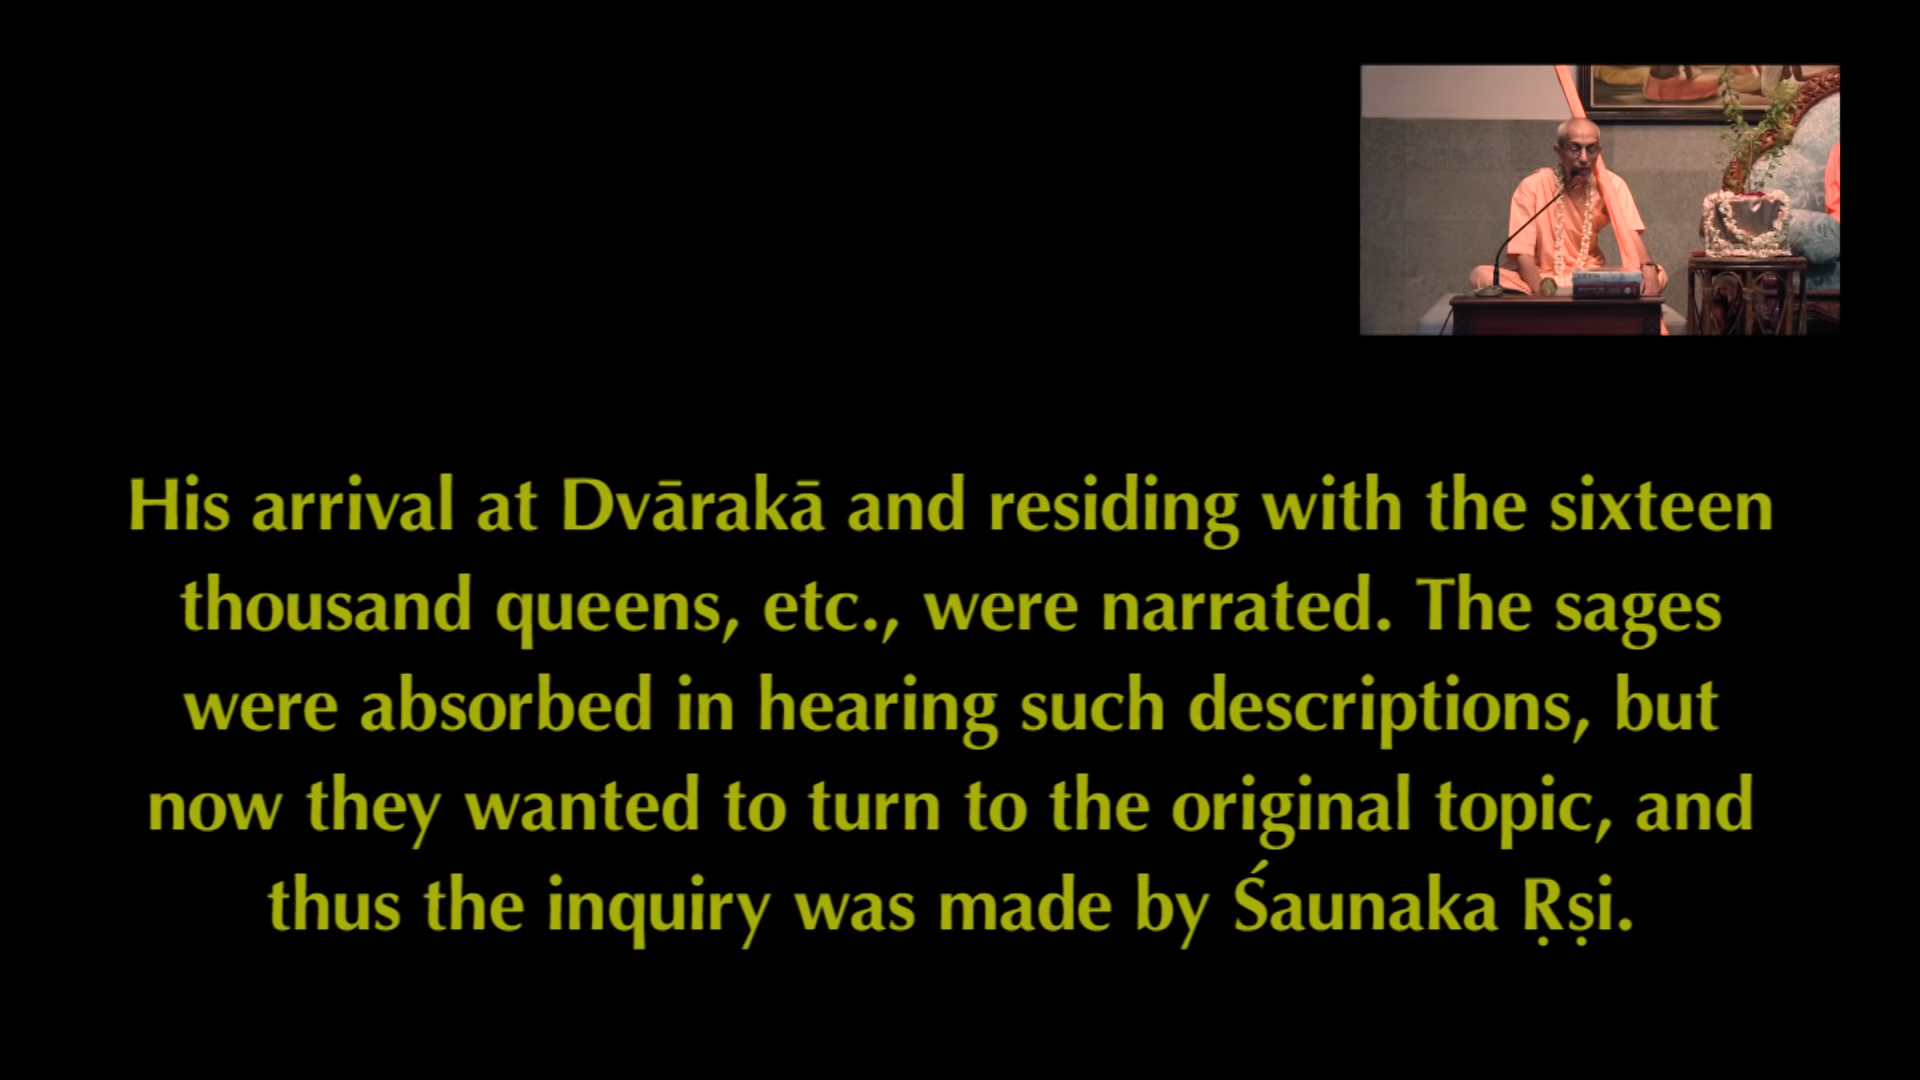 His arrival at Dvārakā and residing with the sixteen
thousand queens, etc., were narrated. The sages
were absorbed in hearing such descriptions, but
now they wanted to turn to the original topic, and
thus the inquiry was made by Śaunaka Ṛṣi.